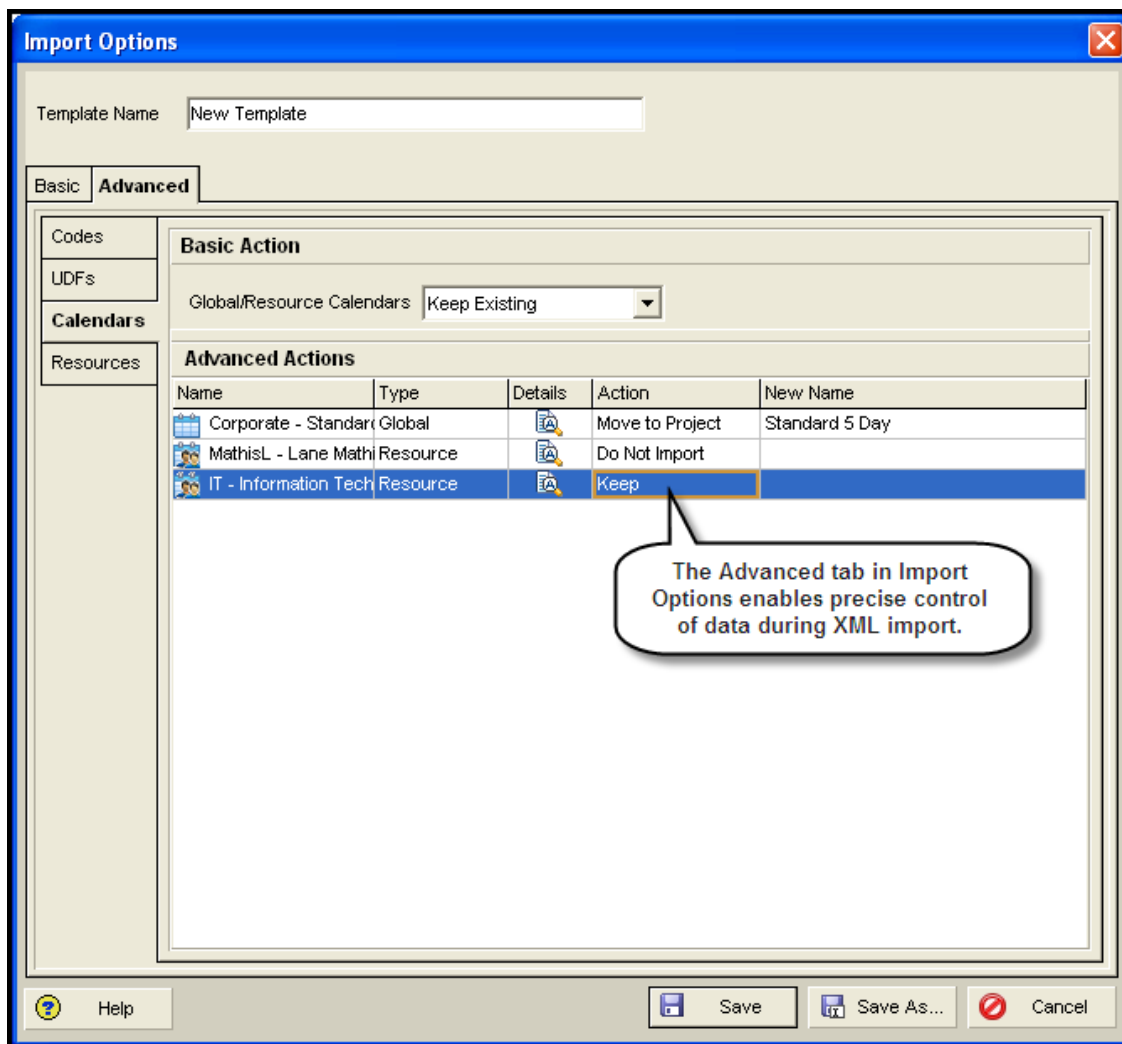 Import Options
Template Name New Template
Basic Advanced
Codes
UDFs
Calendars
Resources
Basic Action
Global/Resource Calendars Keep Existing
Advanced Actions
Name Type Details Action New Name
Corporate - Standar Global Move to Project Standard 5 Day
MathisL - Lane Mathi Resource Do Not Import
IT - Information Tech Resource Keep
The Advanced tab in Import
Options enables precise control
of data during XML import.
Help Save Save As... Cancel